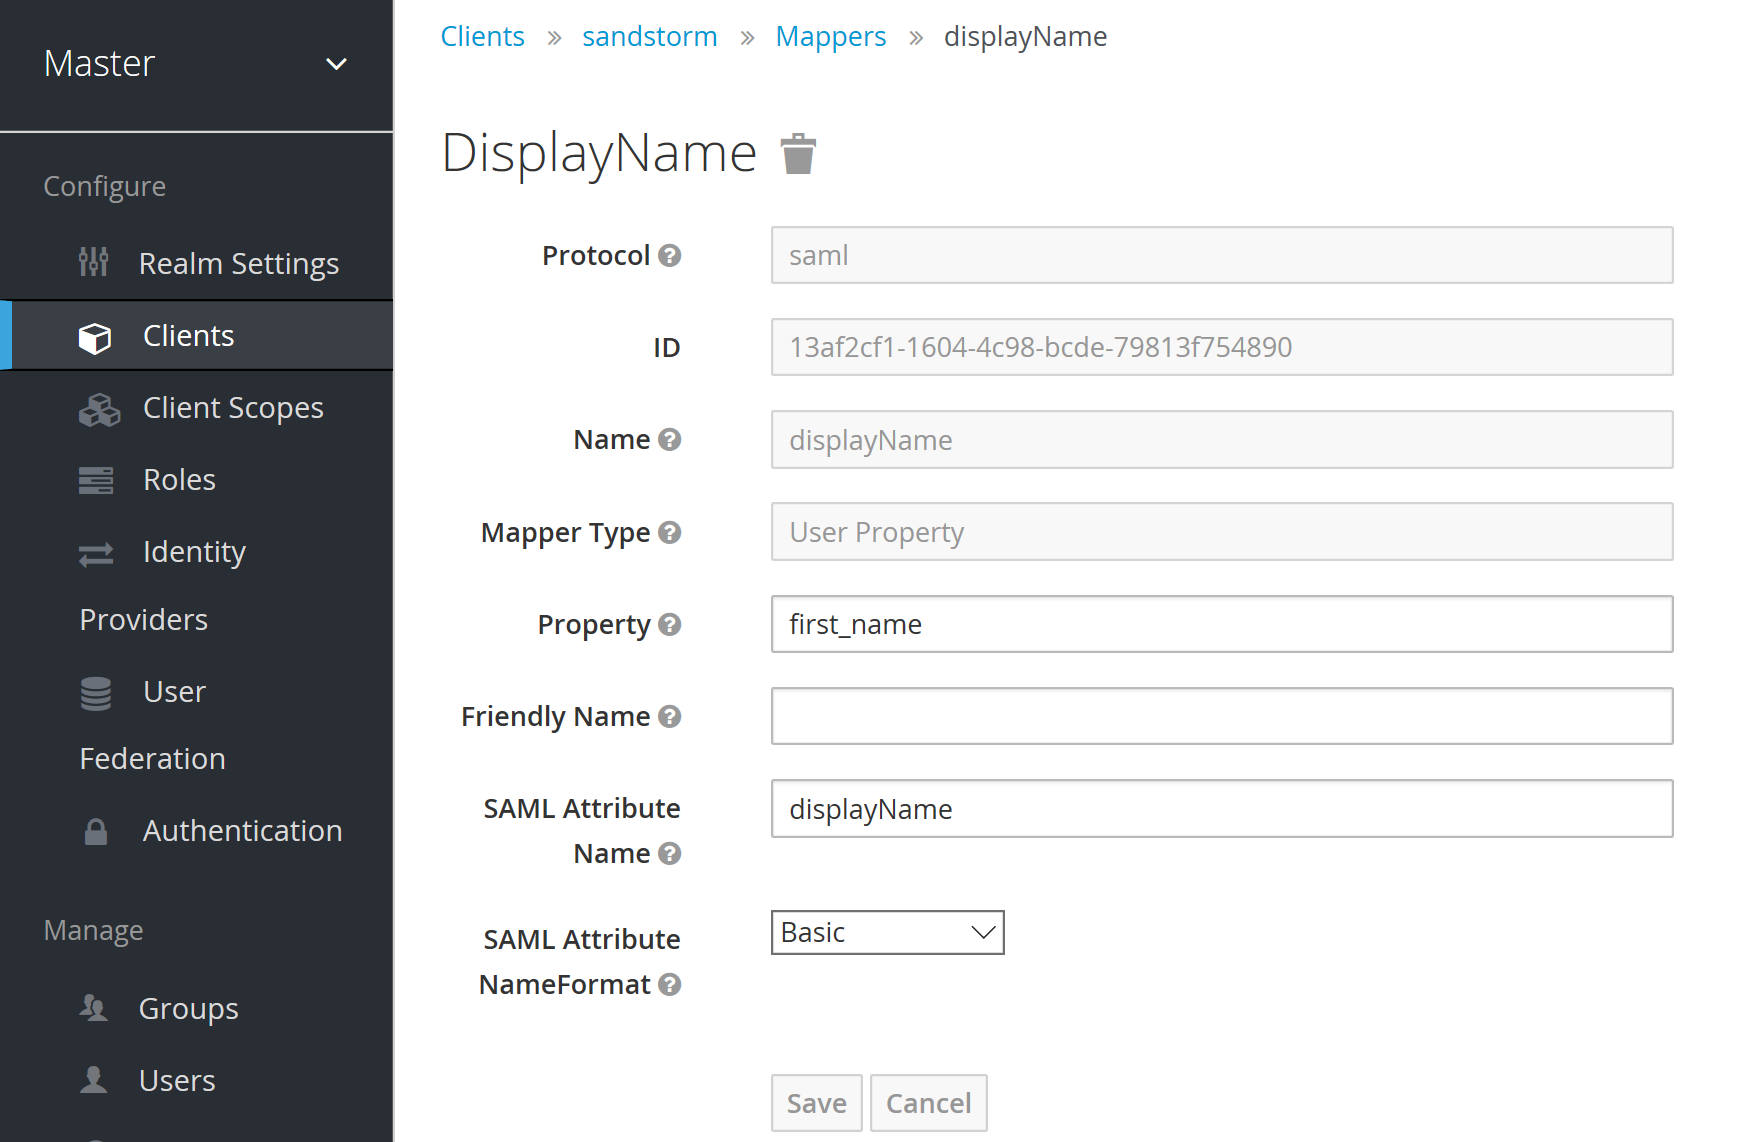 Master
Configure
Realm Settings
Clients
Client Scopes
Roles
Identity
Providers
User
Federation
Authentication
Manage
Groups
Users
Clients » sandstorm » Mappers » displayName
DisplayName
Protocol ? saml
ID 13af2cf1-1604-4c98-bcde-79813f754890
Name ? displayName
Mapper Type ? User Property
Property ? first_name
Friendly Name ?
SAML Attribute displayName
Name ?
SAML Attribute Basic
NameFormat ?
Save Cancel